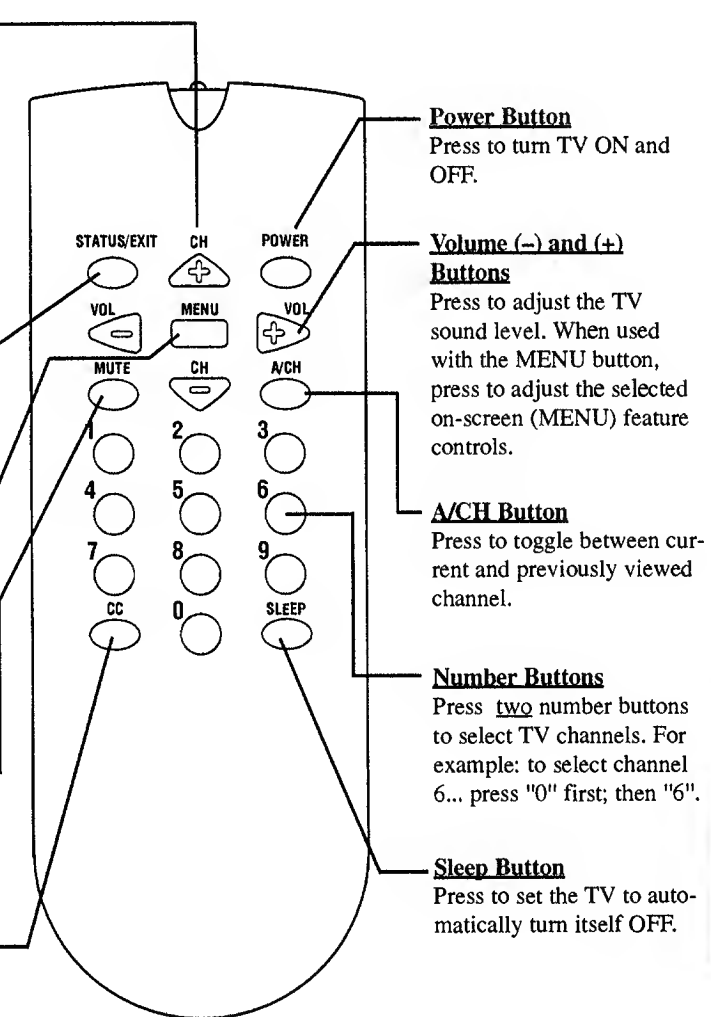 STATUS/EXIT CH POWER
VOL MENU VOL
MUTE CH A/CH
1 2 3
4 5 6
7 8 9
CC 0 SLEEP
Power Button
Press to turn TV ON and
OFF.
Volume (–) and (+)
Buttons
Press to adjust the TV
sound level. When used
with the MENU button,
press to adjust the selected
on-screen (MENU) feature
controls.
A/CH Button
Press to toggle between cur-
rent and previously viewed
channel.
Number Buttons
Press two number buttons
to select TV channels. For
example: to select channel
6... press "0" first; then "6".
Sleep Button
Press to set the TV to auto-
matically turn itself OFF.